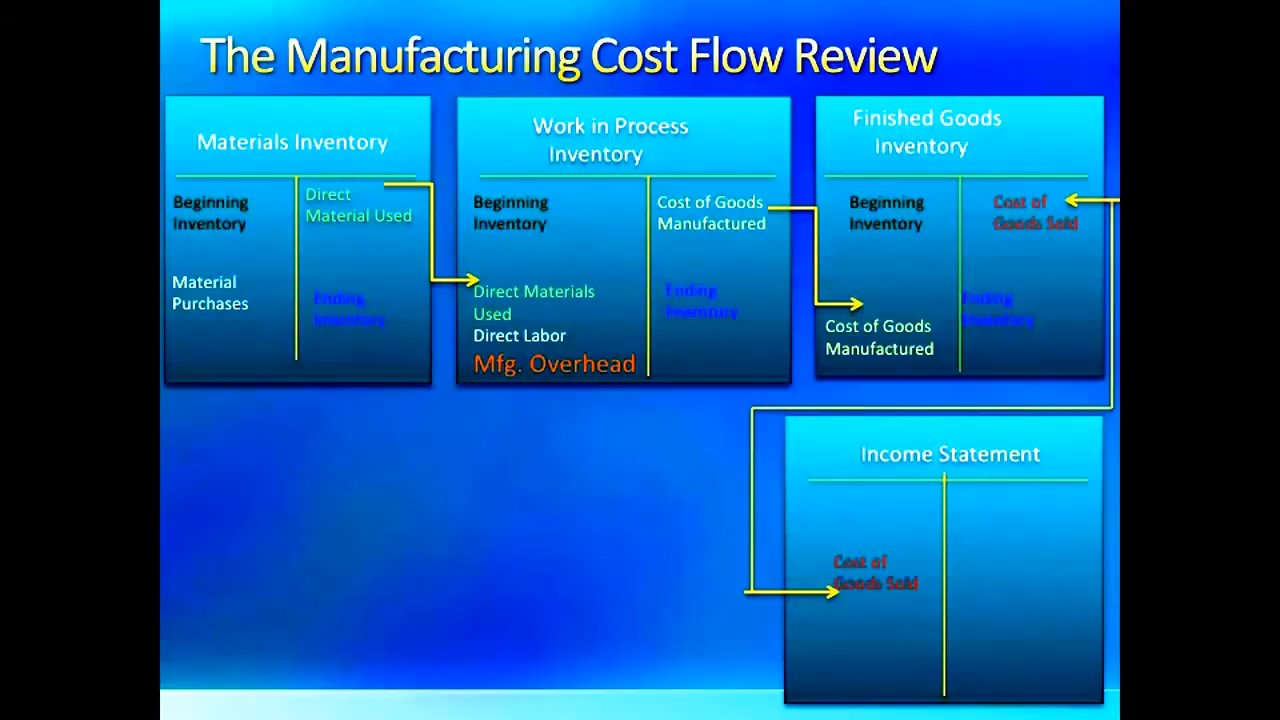 The Manufacturing Cost Flow Review
Materials Inventory
Beginning
Inventory
Material
Purchases
Direct
Material Used
Ending
Inventory
Work in Process
Inventory
Beginning
Inventory
Direct Materials
Used
Direct Labor
Mfg. Overhead
Cost of Goods
Manufactured
Ending
Inventory
Finished Goods
Inventory
Beginning
Inventory
Cost of Goods
Manufactured
Cost of
Goods Sold
Ending
Inventory
Income Statement
Cost of
Goods Sold